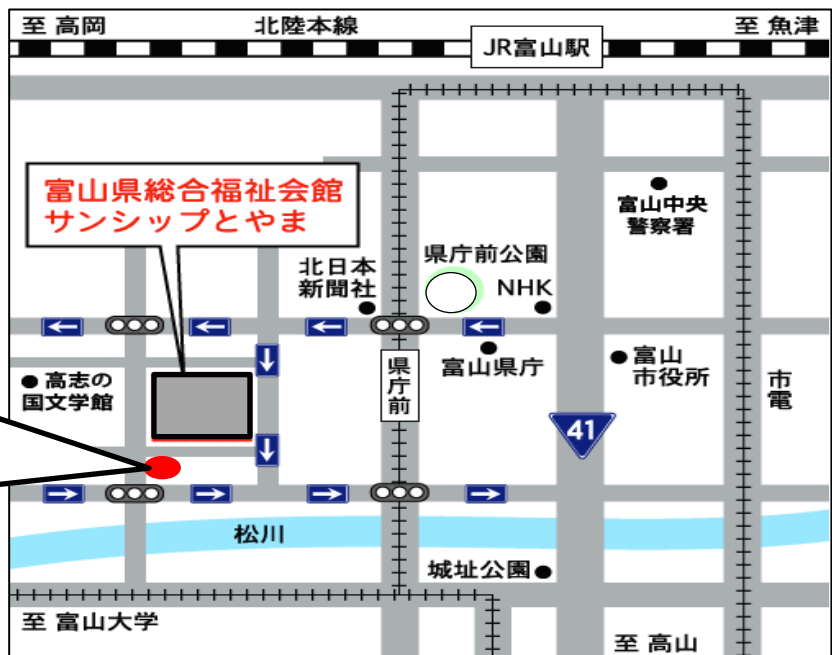 至 高岡
北陸本線
至 魚津
JR富山駅
富山県総合福祉会館
サンシップとやま
富山中央
警察署
県庁前公園
北日本
新聞社
NHK
富山県庁
富山
市役所
高志の
国文学館
県庁前
市電
41
松川
城址公園
至 富山大学
至 高山